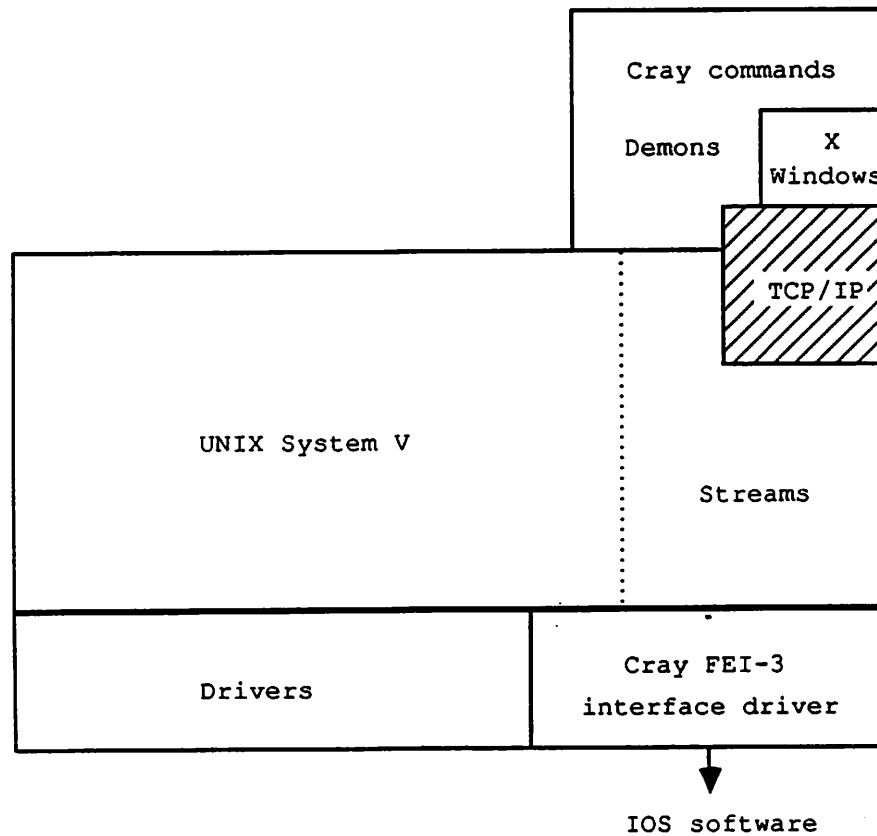 Cray commands
Demons
X
Windows
TCP/IP
UNIX System V
Streams
Drivers
Cray FEI-3
interface driver
IOS software